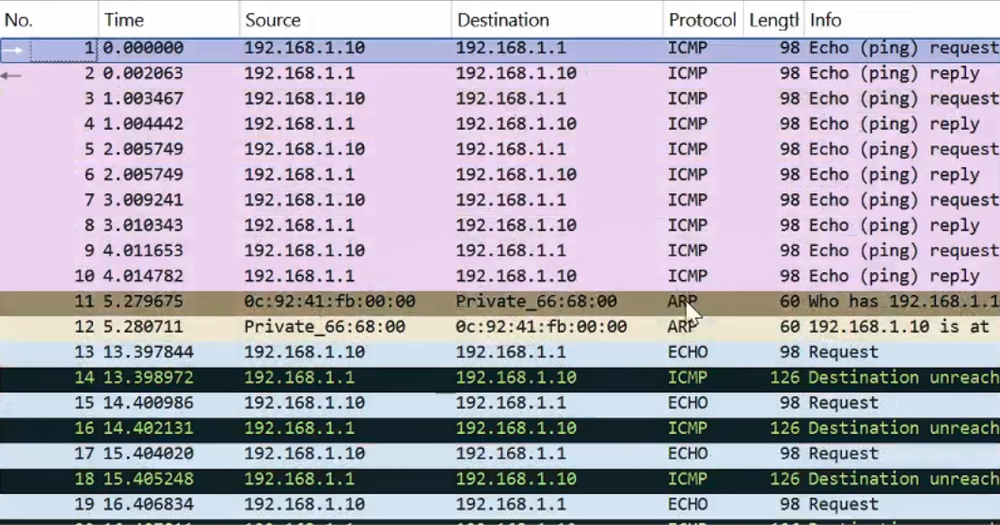 No. Time Source Destination Protocol Length Info
1 0.000000 192.168.1.10 192.168.1.1 ICMP 98 Echo (ping) request
2 0.002063 192.168.1.1 192.168.1.10 ICMP 98 Echo (ping) reply
3 1.003467 192.168.1.10 192.168.1.1 ICMP 98 Echo (ping) request
4 1.004442 192.168.1.1 192.168.1.10 ICMP 98 Echo (ping) reply
5 2.005749 192.168.1.10 192.168.1.1 ICMP 98 Echo (ping) request
6 2.005749 192.168.1.1 192.168.1.10 ICMP 98 Echo (ping) reply
7 3.009241 192.168.1.10 192.168.1.1 ICMP 98 Echo (ping) request
8 3.010343 192.168.1.1 192.168.1.10 ICMP 98 Echo (ping) reply
9 4.011653 192.168.1.10 192.168.1.1 ICMP 98 Echo (ping) request
10 4.014782 192.168.1.1 192.168.1.10 ICMP 98 Echo (ping) reply
11 5.279675 0c:92:41:fb:00:00 Private_66:68:00 ARP 60 Who has 192.168.1.1
12 5.280711 Private_66:68:00 0c:92:41:fb:00:00 ARP 60 192.168.1.10 is at
13 13.397844 192.168.1.10 192.168.1.1 ECHO 98 Request
14 13.398972 192.168.1.1 192.168.1.10 ICMP 126 Destination unreach
15 14.400986 192.168.1.10 192.168.1.1 ECHO 98 Request
16 14.402131 192.168.1.1 192.168.1.10 ICMP 126 Destination unreach
17 15.404020 192.168.1.10 192.168.1.1 ECHO 98 Request
18 15.405248 192.168.1.1 192.168.1.10 ICMP 126 Destination unreach
19 16.406834 192.168.1.10 192.168.1.1 ECHO 98 Request